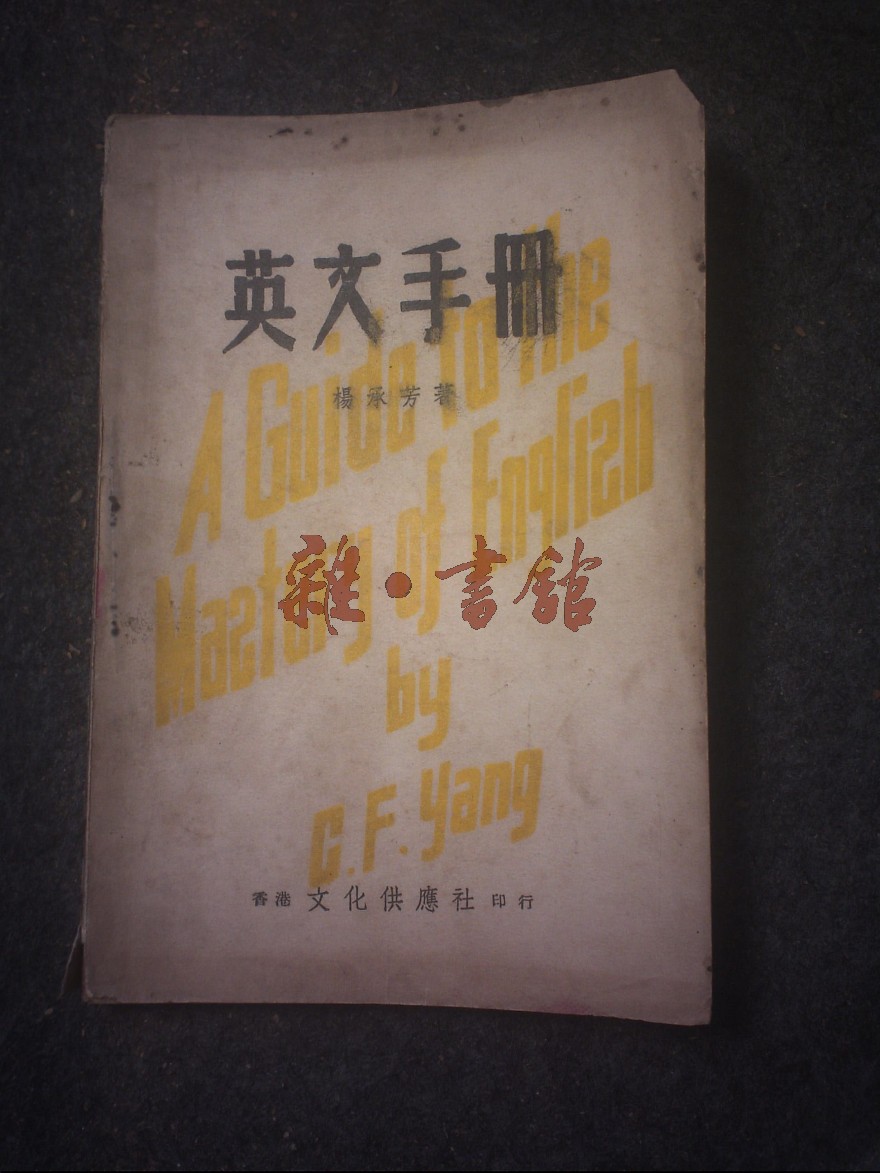 英文手冊
楊承芳著
A Guide to the
Mastery of English
by
C.F. Yang
雜·書館
香港 文化供應社 印行